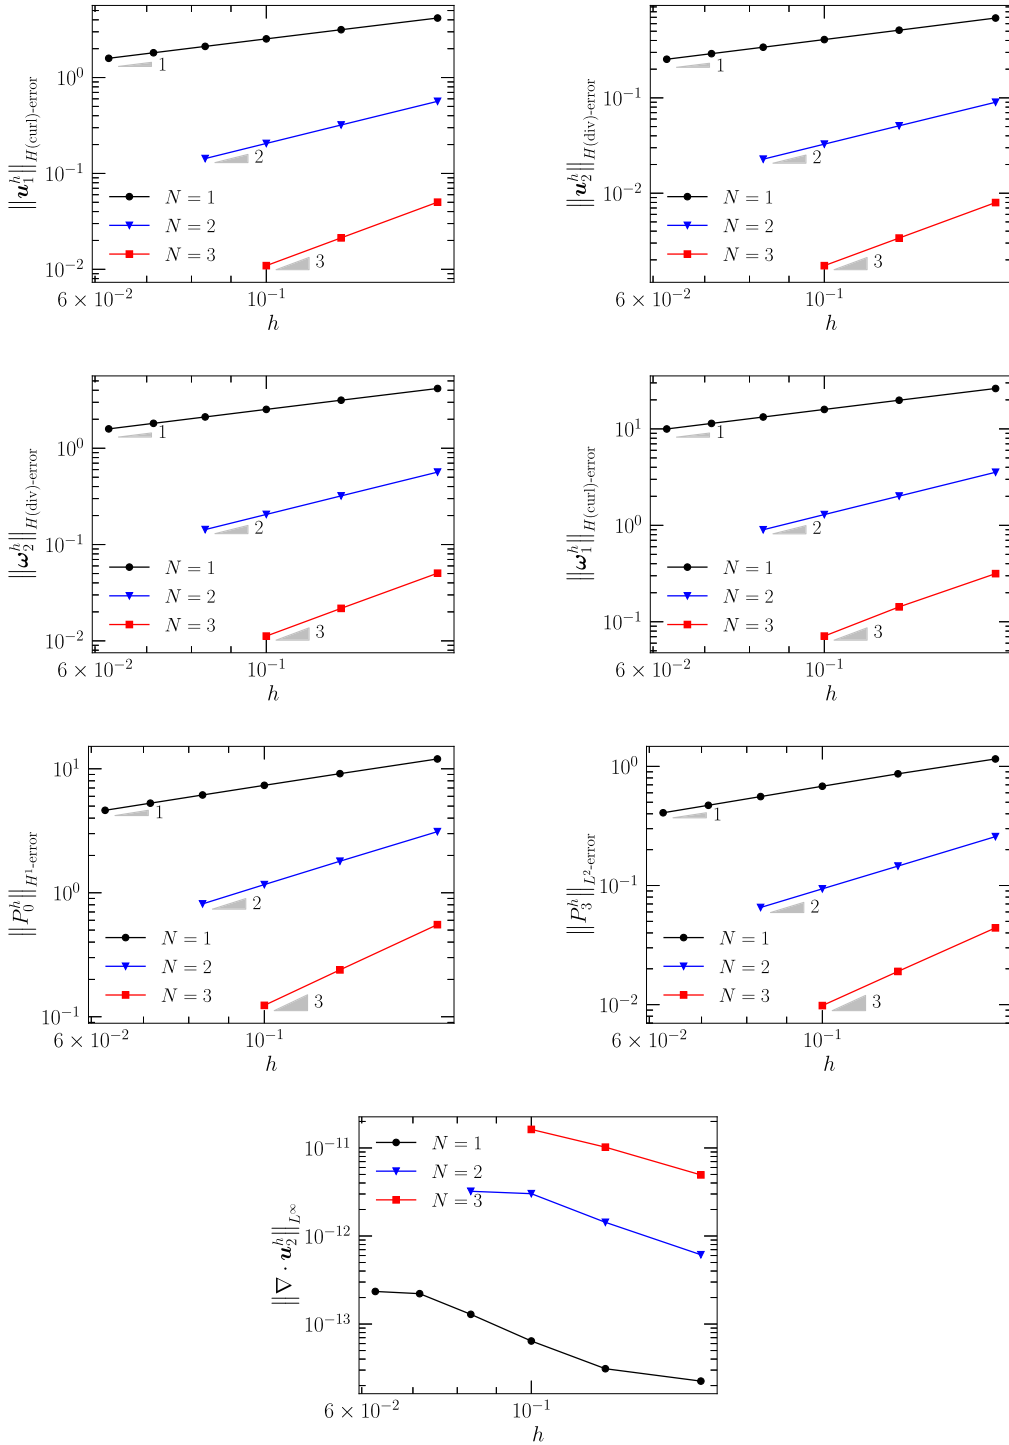 10^0
10^{-1}
10^{-2}
||u_1^h||_{H(curl)-error}
N = 1
N = 2
N = 3
1
2
3
6 × 10^{-2}
10^{-1}
h
10^{-1}
10^{-2}
||u_2^h||_{H(div)-error}
N = 1
N = 2
N = 3
1
2
3
6 × 10^{-2}
10^{-1}
h
10^0
10^{-1}
10^{-2}
||ω_2^h||_{H(div)-error}
N = 1
N = 2
N = 3
1
2
3
6 × 10^{-2}
10^{-1}
h
10^1
10^0
10^{-1}
||ω_1^h||_{H(curl)-error}
N = 1
N = 2
N = 3
1
2
3
6 × 10^{-2}
10^{-1}
h
10^1
10^0
10^{-1}
||P_0^h||_{H^1-error}
N = 1
N = 2
N = 3
1
2
3
6 × 10^{-2}
10^{-1}
h
10^0
10^{-1}
10^{-2}
||P_3^h||_{L^2-error}
N = 1
N = 2
N = 3
1
2
3
6 × 10^{-2}
10^{-1}
h
10^{-11}
10^{-12}
10^{-13}
||∇ · u_2^h||_{L^∞}
N = 1
N = 2
N = 3
6 × 10^{-2}
10^{-1}
h